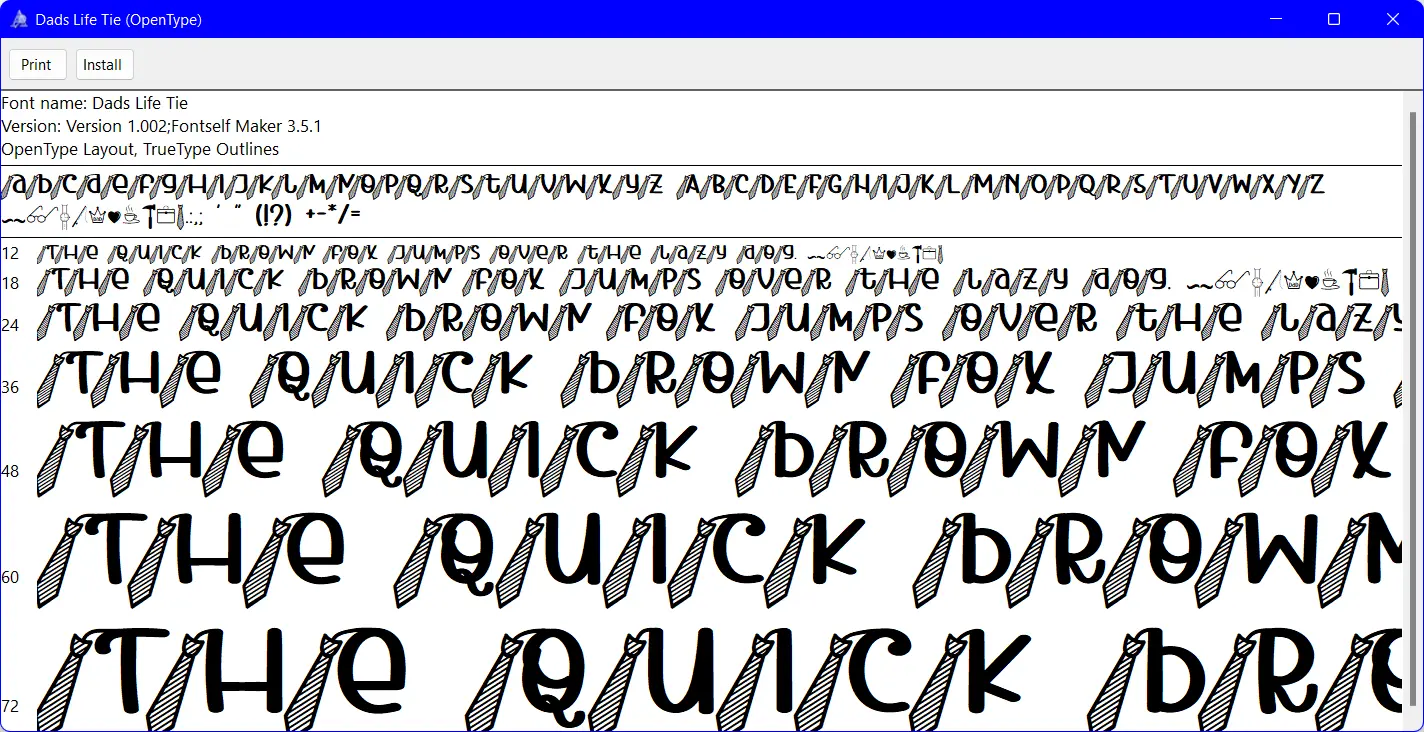 Dads Life Tie (OpenType)
Print Install
Font name: Dads Life Tie
Version: Version 1.002;Fontself Maker 3.5.1
OpenType Layout, TrueType Outlines
abcdefgHIJKLMNOPQRStUVWXYZ ABCDEFGHIJKLMNOPQRSTUVWXYZ
.:,; ' " (!?) +-*/=
12 THe QUICK bROWN fOX JUMPS OVeR tHe LaZY dOg.
18 THe QUICK bROWN fOX JUMPS OVeR tHe LaZY dOg.
24 THe QUICK bROWN fOX JUMPS OVeR tHe LaZY
36 THe QUICK bROWN fOX JUMPS
48 THe QUICK bROWN fOX
60 THe QUICK bROWN
72 THe QUICK bRO